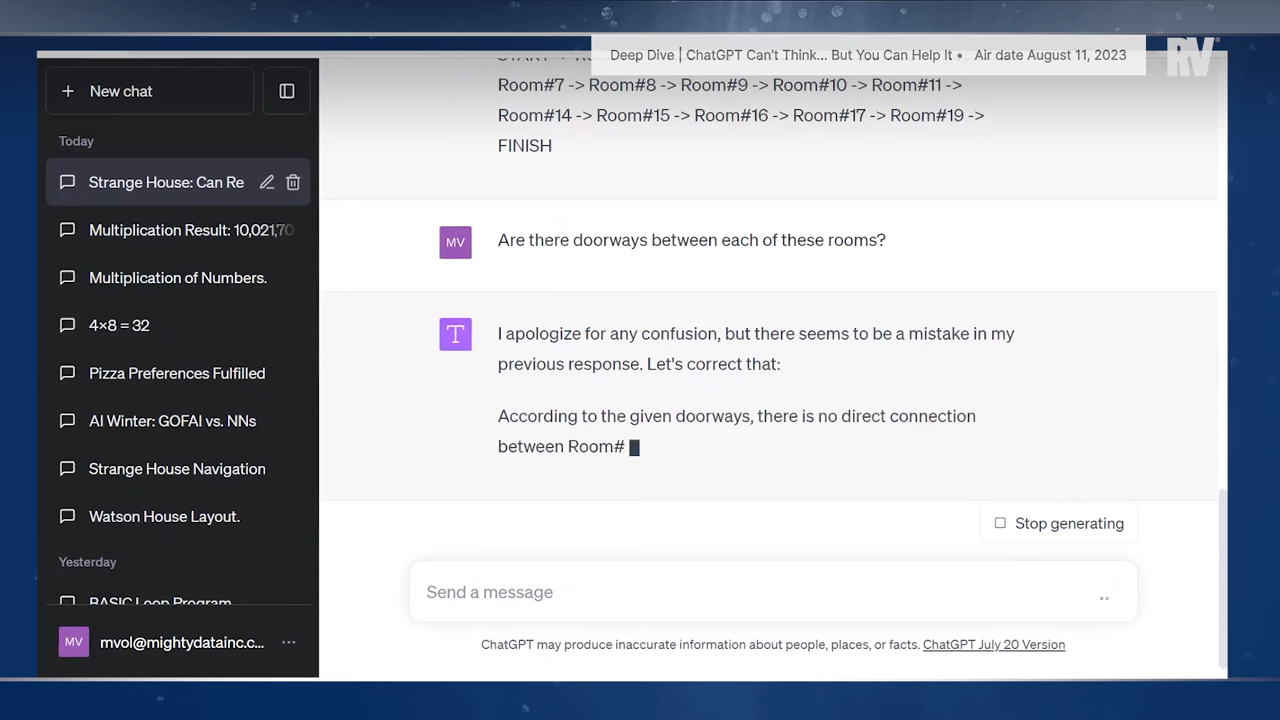 Deep Dive | ChatGPT Can't Think... But You Can Help It • Air date August 11, 2023
RV
+ New chat
Today
Strange House: Can Re
Multiplication Result: 10,021,70
Multiplication of Numbers.
4×8 = 32
Pizza Preferences Fulfilled
AI Winter: GOFAI vs. NNs
Strange House Navigation
Watson House Layout.
Yesterday
BASIC Loop Program
MV
mvol@mightydatainc.c...
Room#7 -> Room#8 -> Room#9 -> Room#10 -> Room#11 ->
Room#14 -> Room#15 -> Room#16 -> Room#17 -> Room#19 ->
FINISH
MV
Are there doorways between each of these rooms?
T
I apologize for any confusion, but there seems to be a mistake in my
previous response. Let's correct that:
According to the given doorways, there is no direct connection
between Room#
Stop generating
Send a message
ChatGPT may produce inaccurate information about people, places, or facts. ChatGPT July 20 Version